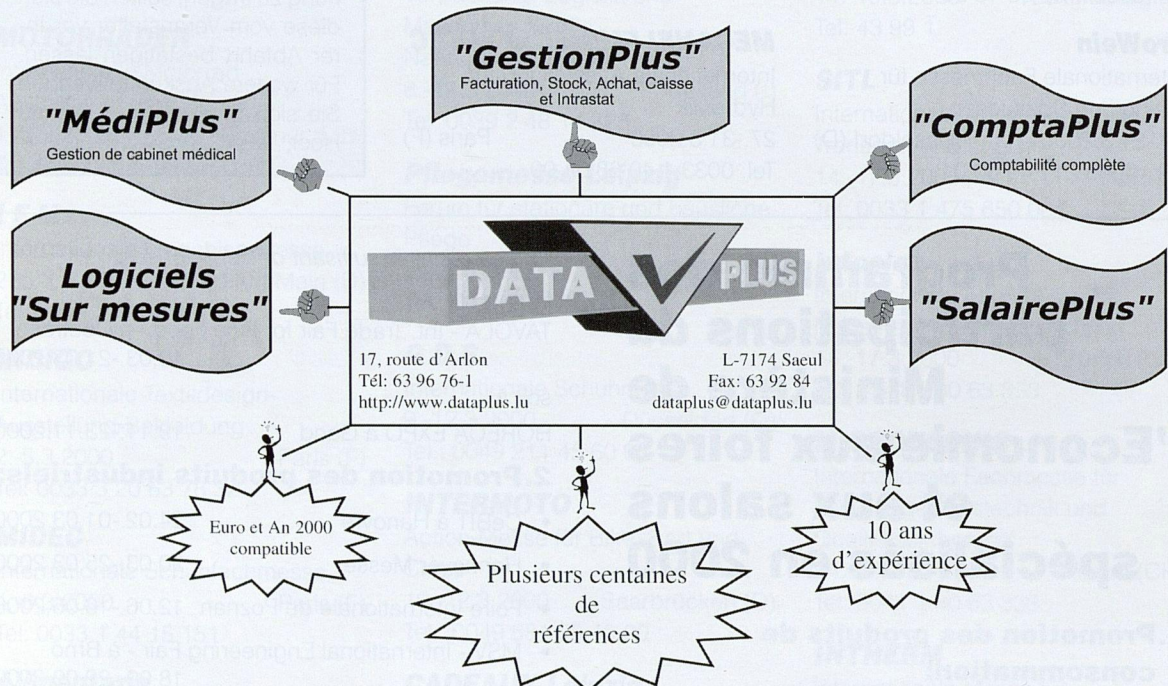 "GestionPlus"
Facturation, Stock, Achat, Caisse
et Intrastat
"MédiPlus"
Gestion de cabinet médical
"ComptaPlus"
Comptabilité complète
Logiciels
"Sur mesures"
DATA PLUS
"SalairePlus"
17, route d'Arlon
Tél: 63 96 76-1
http://www.dataplus.lu
L-7174 Saeul
Fax: 63 92 84
dataplus@dataplus.lu
Euro et An 2000
compatible
Plusieurs centaines
de
références
10 ans
d'expérience